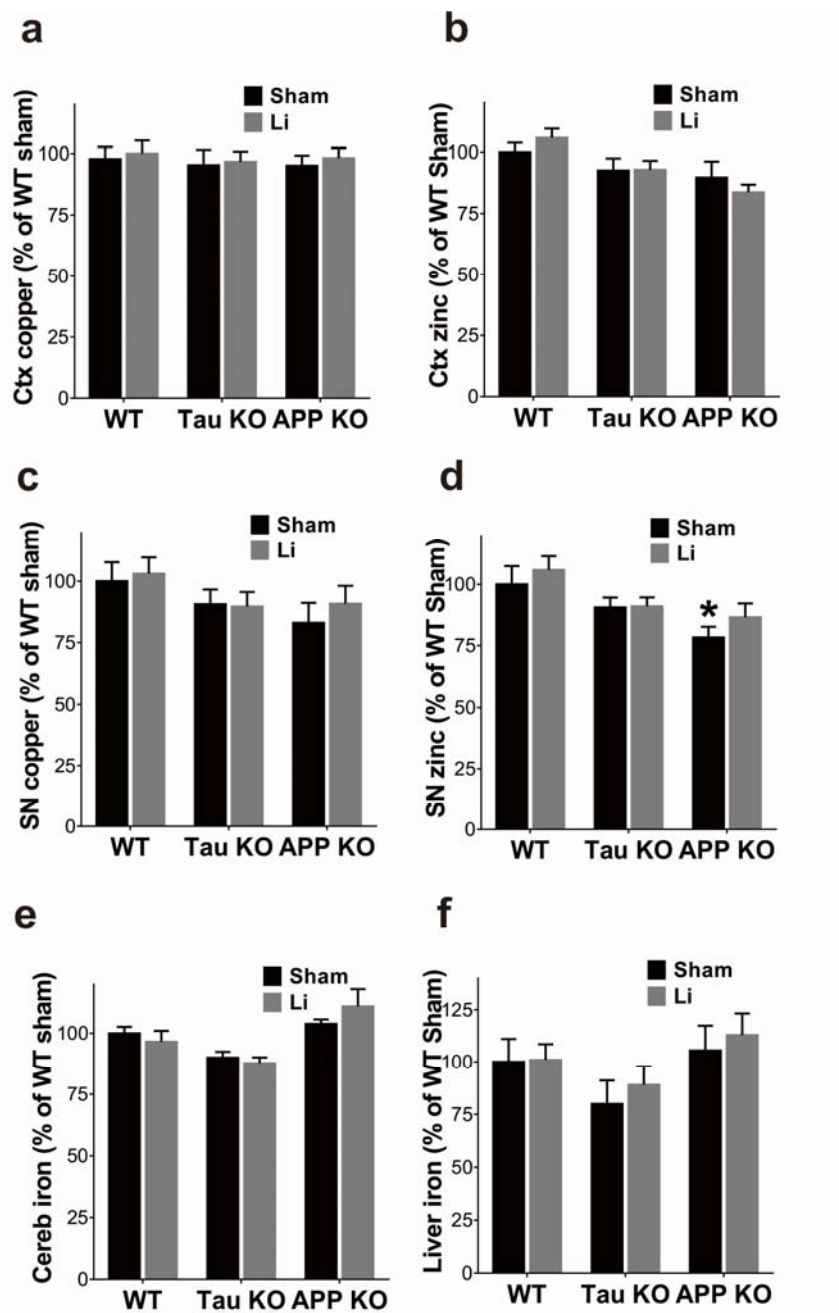 a
Sham
Li
Ctx copper (% of WT sham)
100
75
50
25
0
WT Tau KO APP KO
b
Sham
Li
Ctx zinc (% of WT Sham)
100
75
50
25
0
WT Tau KO APP KO
c
Sham
Li
SN copper (% of WT sham)
100
75
50
25
0
WT Tau KO APP KO
d
Sham
Li
SN zinc (% of WT Sham)
100
75
50
25
0
*
WT Tau KO APP KO
e
Sham
Li
Cereb iron (% of WT sham)
100
75
50
25
0
WT Tau KO APP KO
f
Sham
Li
Liver iron (% of WT Sham)
125
100
75
50
25
0
WT Tau KO APP KO